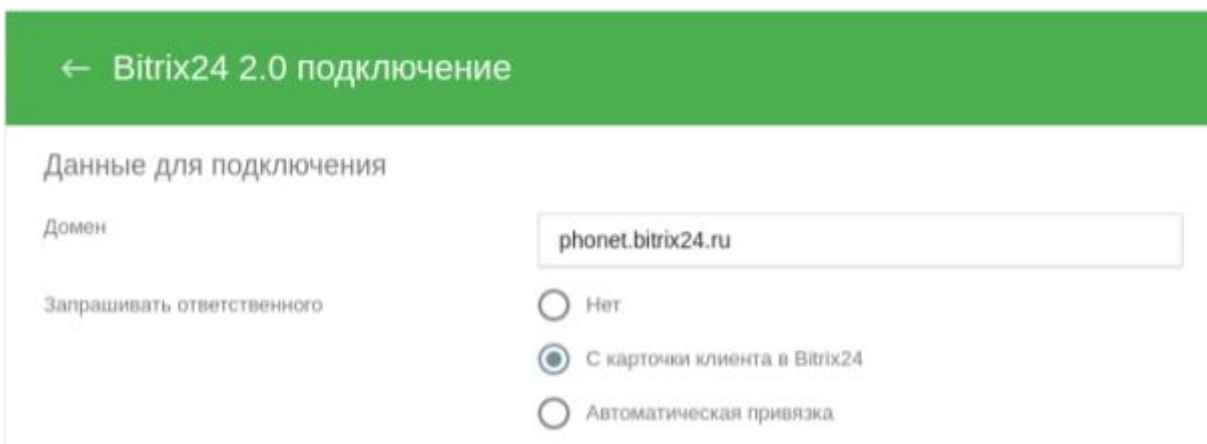 ← Bitrix24 2.0 подключение
Данные для подключения
Домен
phonet.bitrix24.ru
Запрашивать ответственного
Нет
С карточки клиента в Bitrix24
Автоматическая привязка